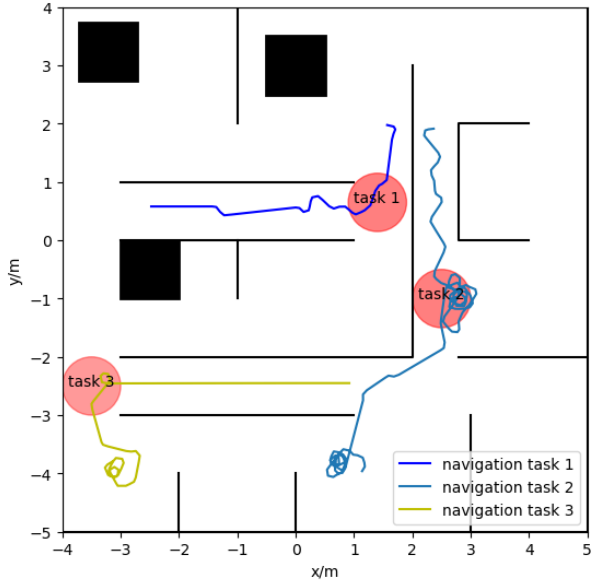 4
3
2
1
0
−1
−2
−3
−4
−5
y/m
task 1
task 2
task 3
navigation task 1
navigation task 2
navigation task 3
−4 −3 −2 −1 0 1 2 3 4 5
x/m